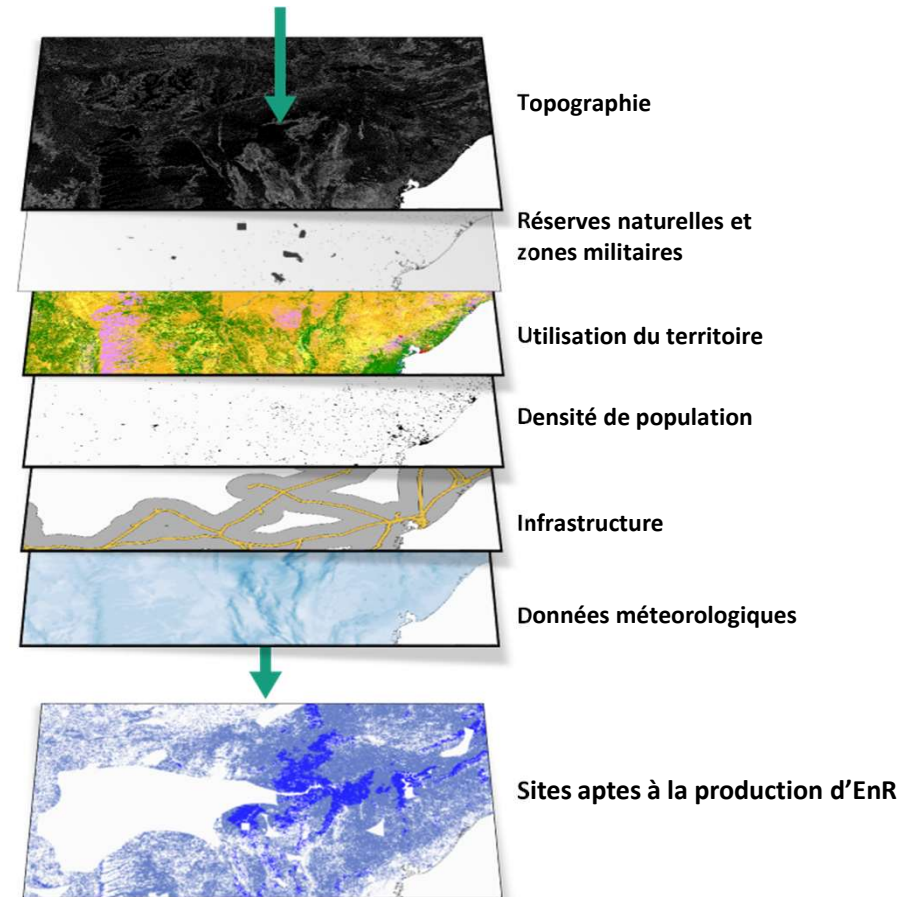 Topographie
Réserves naturelles et
zones militaires
Utilisation du territoire
Densité de population
Infrastructure
Données méteorologiques
Sites aptes à la production d’EnR